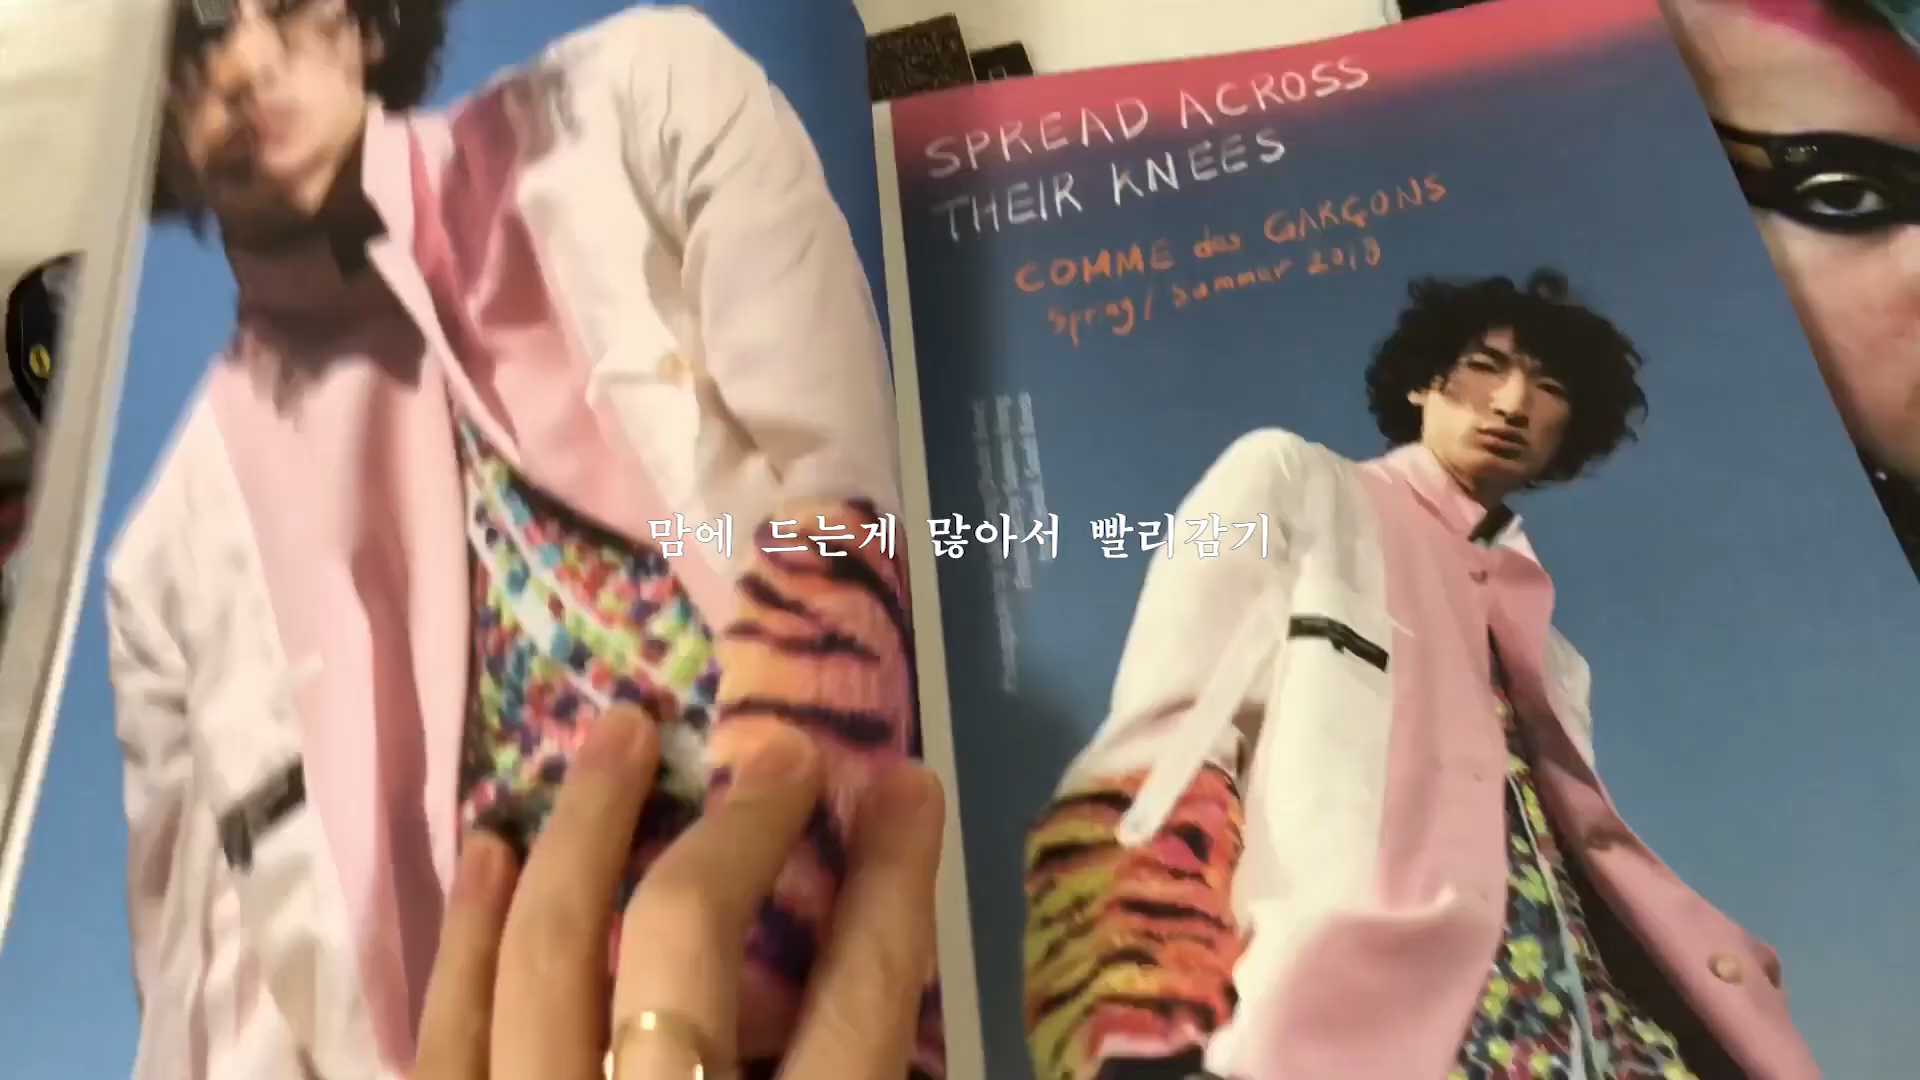 SPREAD ACROSS
THEIR KNEES
COMME des GARÇONS
Spring/Summer 2018
맘에 드는게 많아서 빨리감기